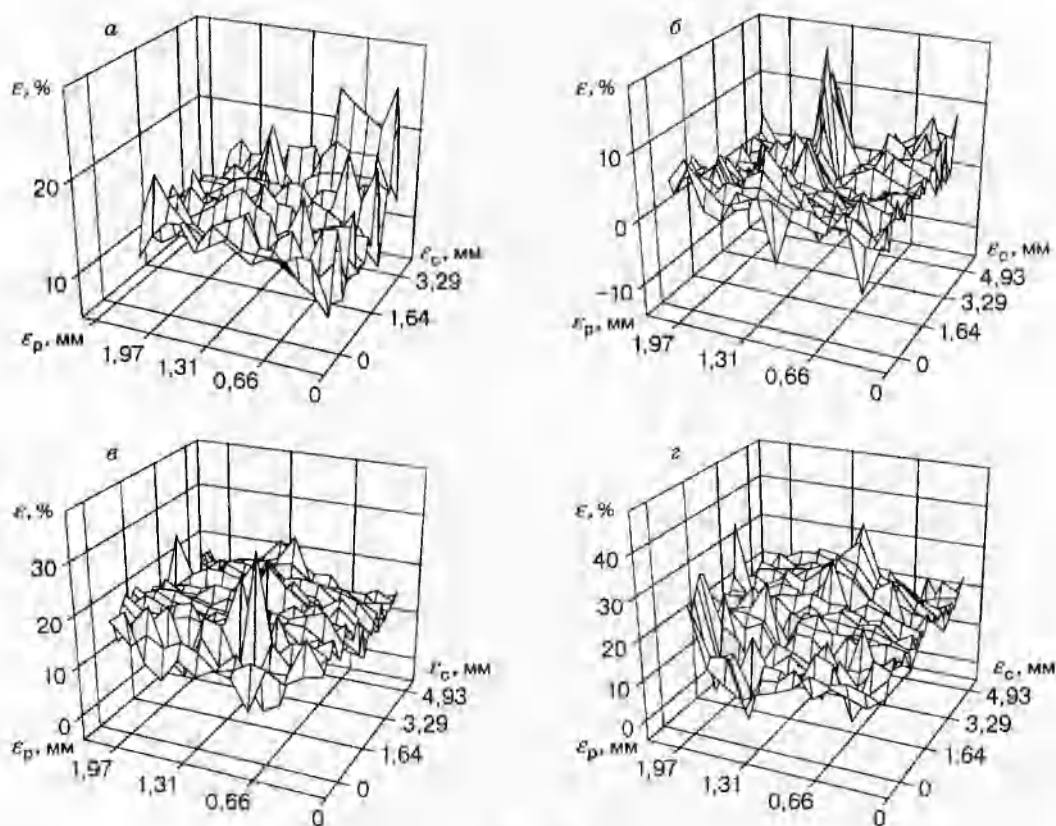 а
ε, %
20
10
ε_p, мм
1,97
1,31
0,66
0
0
1,64
3,29
ε_c, мм
б
ε, %
10
0
−10
ε_p, мм
1,97
1,31
0,66
0
0
1,64
3,29
4,93
ε_c, мм
в
ε, %
30
20
10
0
ε_p, мм
1,97
1,31
0,66
0
0
1,64
3,29
4,93
ε_c, мм
г
ε, %
40
30
20
10
0
ε_p, мм
1,97
1,31
0,66
0
0
1,64
3,29
4,93
ε_c, мм